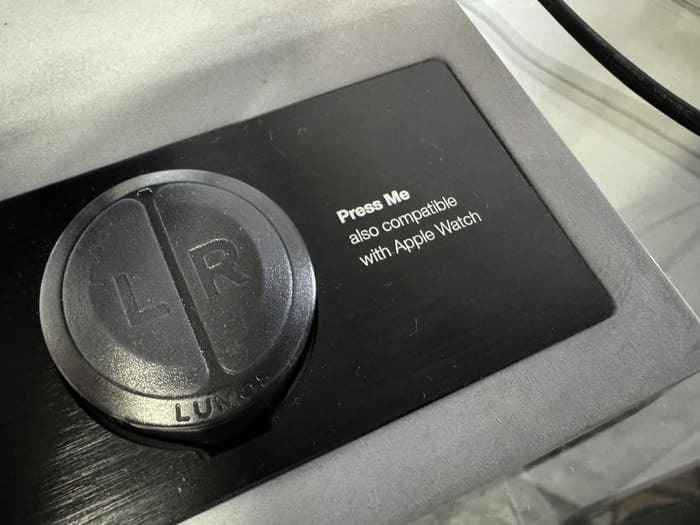 L R
LUMOS
Press Me
also compatible
with Apple Watch